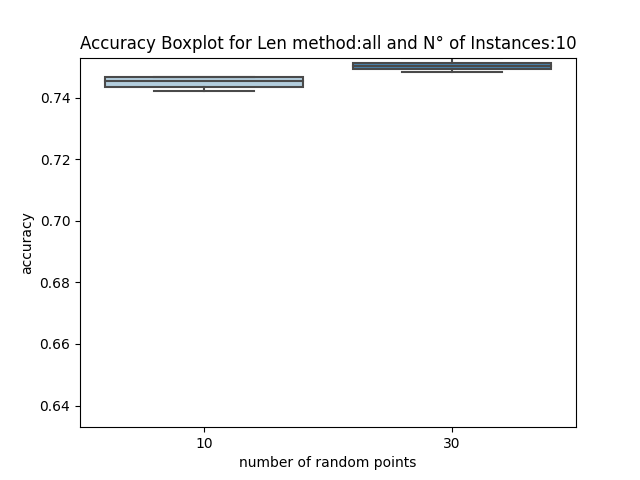 Accuracy Boxplot for Len method:all and N° of Instances:10
0.74
0.72
0.70
0.68
0.66
0.64
accuracy
10 30
number of random points